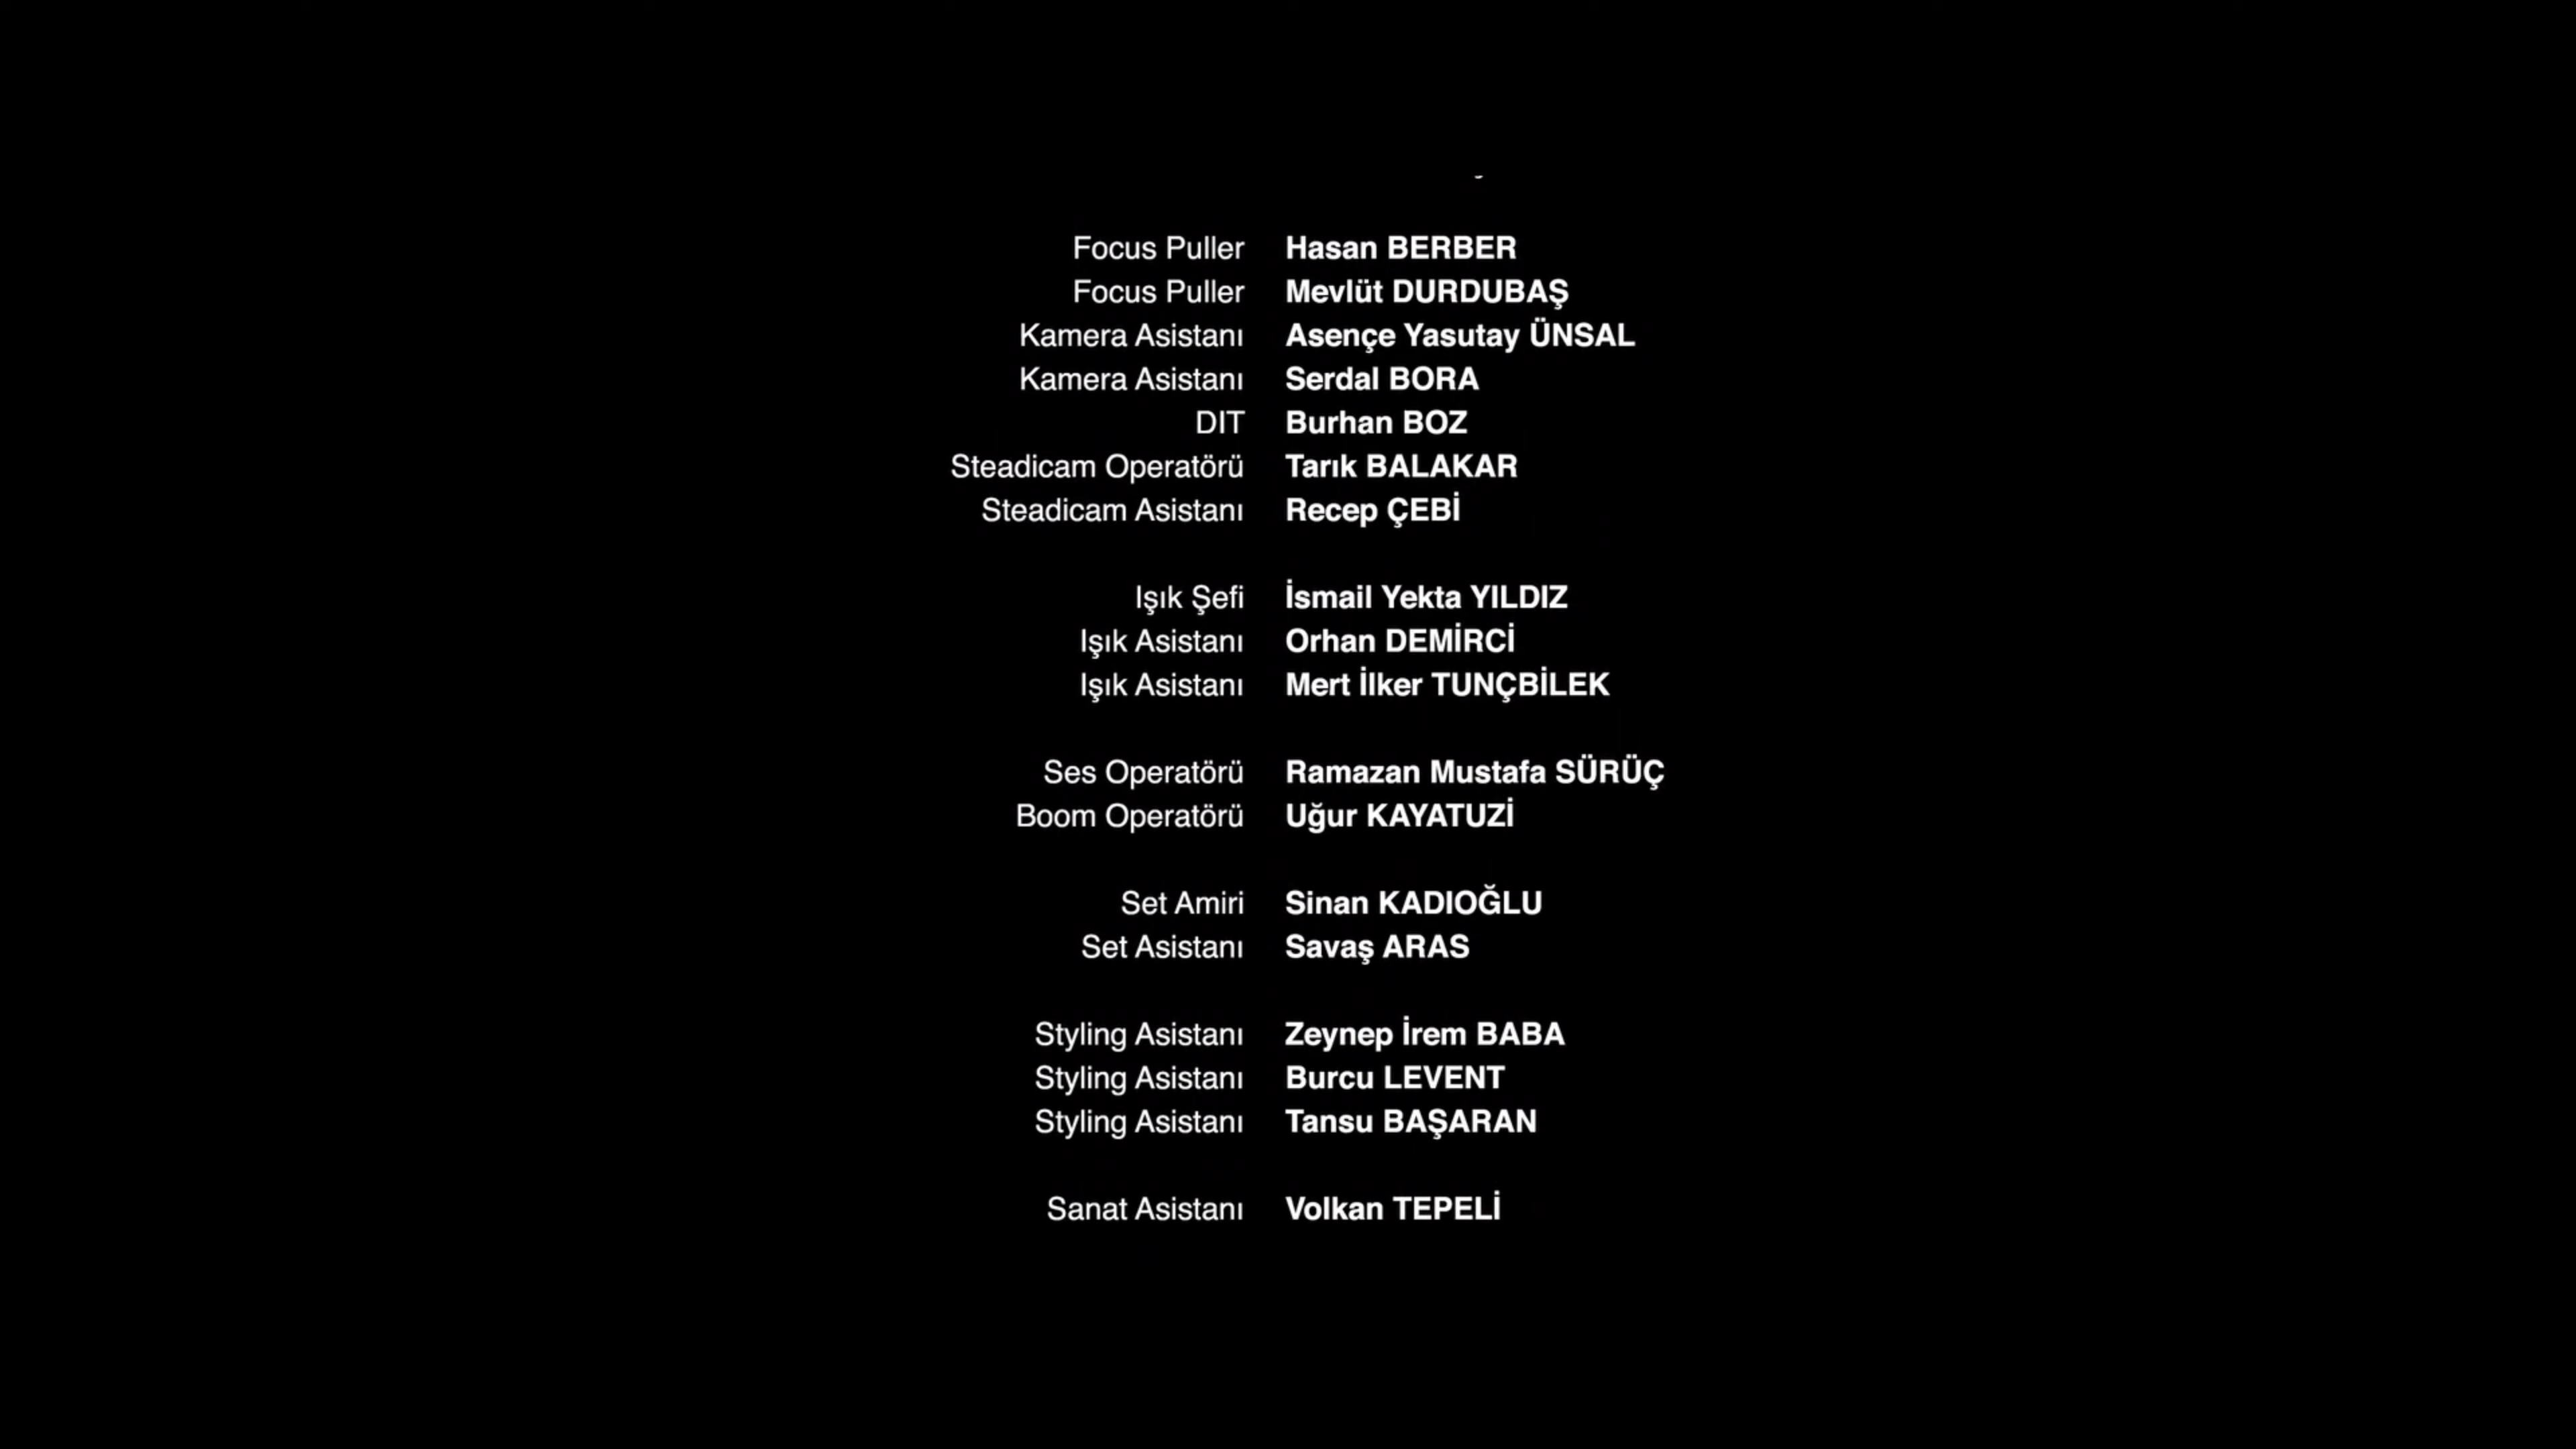 Focus Puller Hasan BERBER
Focus Puller Mevlüt DURDUBAŞ
Kamera Asistanı Asençe Yasutay ÜNSAL
Kamera Asistanı Serdal BORA
DIT Burhan BOZ
Steadicam Operatörü Tarık BALAKAR
Steadicam Asistanı Recep ÇEBİ
Işık Şefi İsmail Yekta YILDIZ
Işık Asistanı Orhan DEMİRCİ
Işık Asistanı Mert İlker TUNÇBİLEK
Ses Operatörü Ramazan Mustafa SÜRÜÇ
Boom Operatörü Uğur KAYATUZİ
Set Amiri Sinan KADIOĞLU
Set Asistanı Savaş ARAS
Styling Asistanı Zeynep İrem BABA
Styling Asistanı Burcu LEVENT
Styling Asistanı Tansu BAŞARAN
Sanat Asistanı Volkan TEPELİ